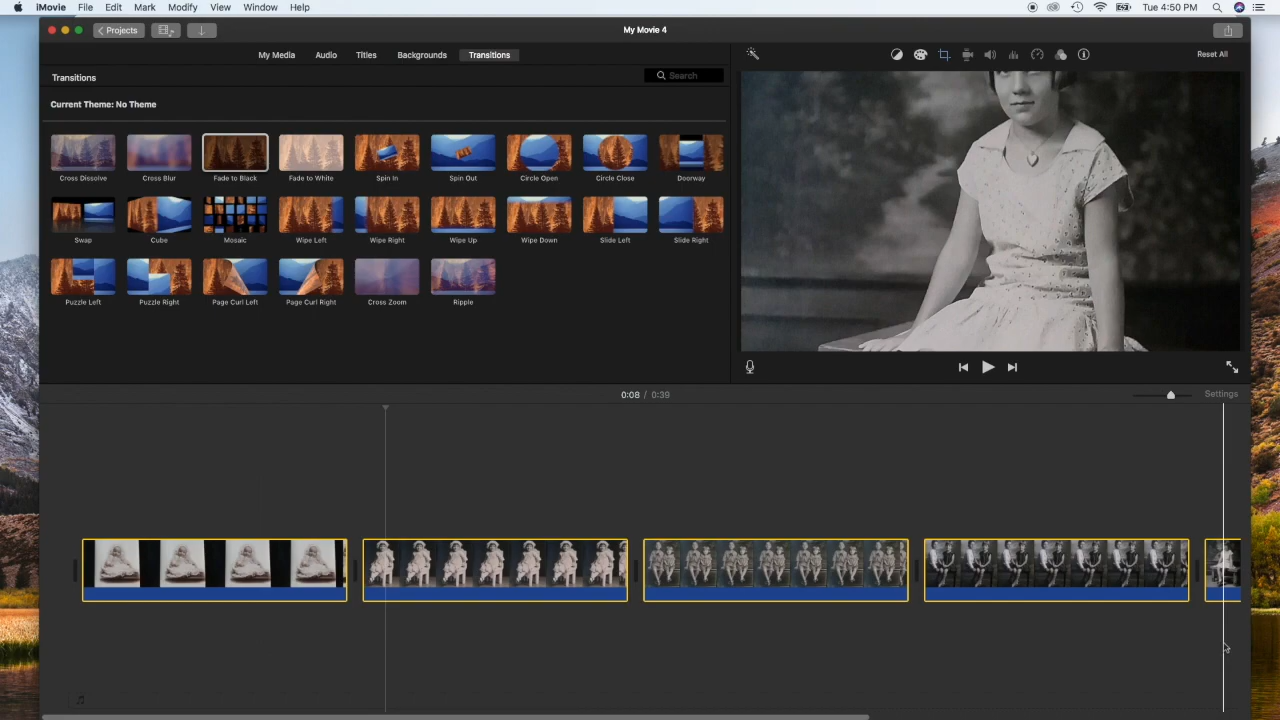 iMovie File Edit Mark Modify View Window Help Tue 4:50 PM
Projects My Movie 4
My Media Audio Titles Backgrounds Transitions Reset All
Transitions Search
Current Theme: No Theme
Cross Dissolve Cross Blur Fade to Black Fade to White Spin In Spin Out Circle Open Circle Close Doorway
Swap Cube Mosaic Wipe Left Wipe Right Wipe Up Wipe Down Slide Left Slide Right
Puzzle Left Puzzle Right Page Curl Left Page Curl Right Cross Zoom Ripple
0:08 / 0:39 Settings